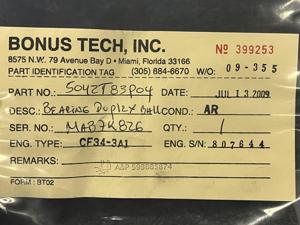 BONUS TECH, INC.
Nº 399253
8575 N.W. 79 Avenue Bay D • Miami, Florida 33166
PART IDENTIFICATION TAG (305) 884-6670 W/O: 09-355
PART NO.: 5042T83P04 DATE: JUL 13 2009
DESC.: BEARING DUPLEX BALL COND.: AR
SER. NO.: MAB7K826 QTY.: 1
ENG. TYPE: CF34-3A1 ENG. S/N: 807644
REMARKS: A&P
FORM: BT02